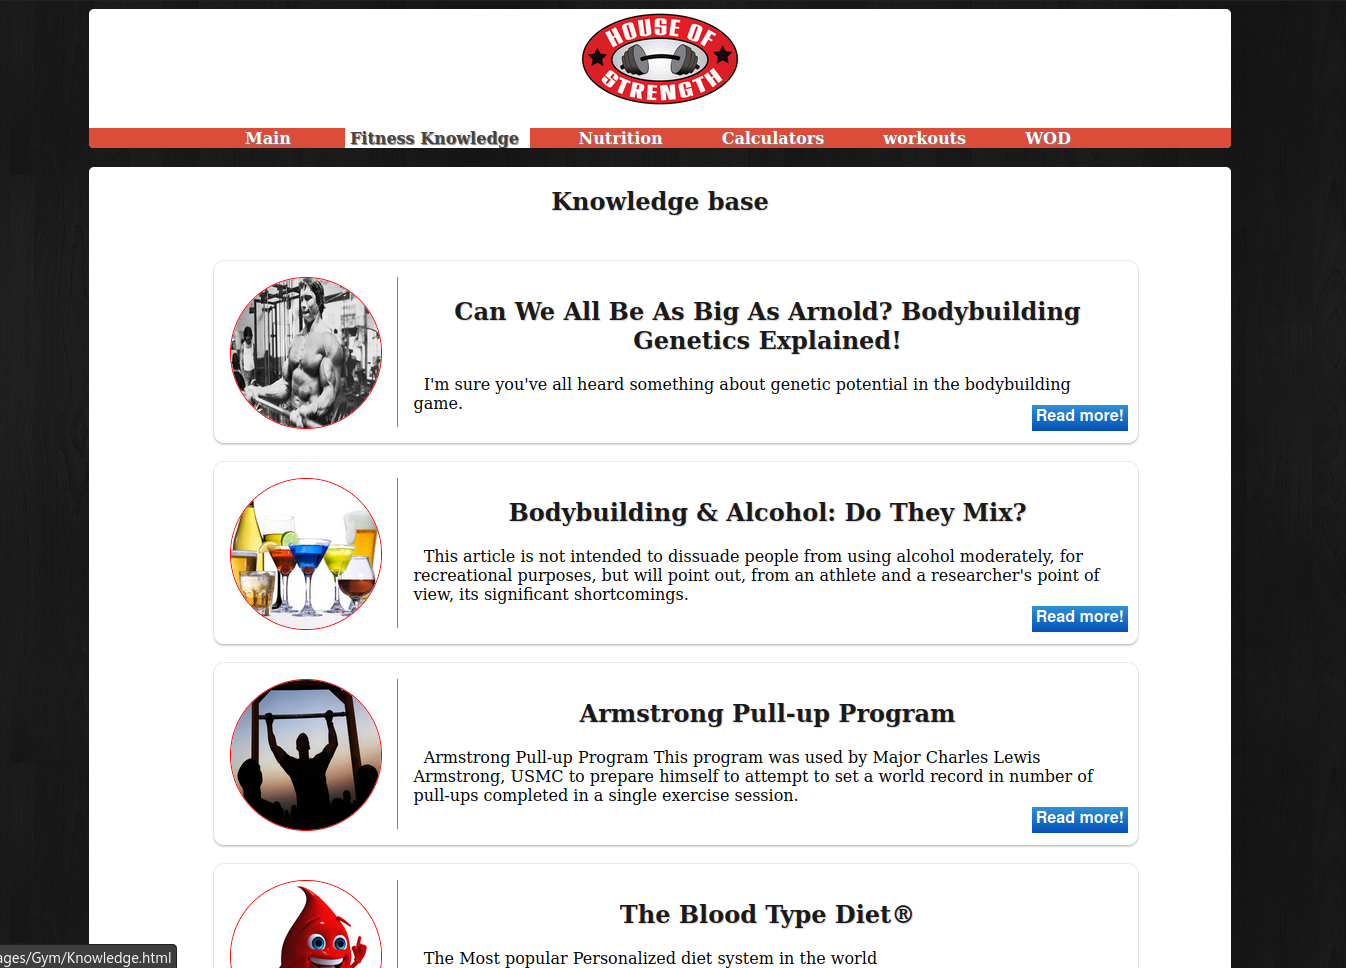 HOUSE OF
STRENGTH
Main Fitness Knowledge Nutrition Calculators workouts WOD
Knowledge base
Can We All Be As Big As Arnold? Bodybuilding
Genetics Explained!
I'm sure you've all heard something about genetic potential in the bodybuilding
game.
Read more!
Bodybuilding & Alcohol: Do They Mix?
This article is not intended to dissuade people from using alcohol moderately, for
recreational purposes, but will point out, from an athlete and a researcher's point of
view, its significant shortcomings.
Read more!
Armstrong Pull-up Program
Armstrong Pull-up Program This program was used by Major Charles Lewis
Armstrong, USMC to prepare himself to attempt to set a world record in number of
pull-ups completed in a single exercise session.
Read more!
The Blood Type Diet®
The Most popular Personalized diet system in the world
ages/Gym/Knowledge.html